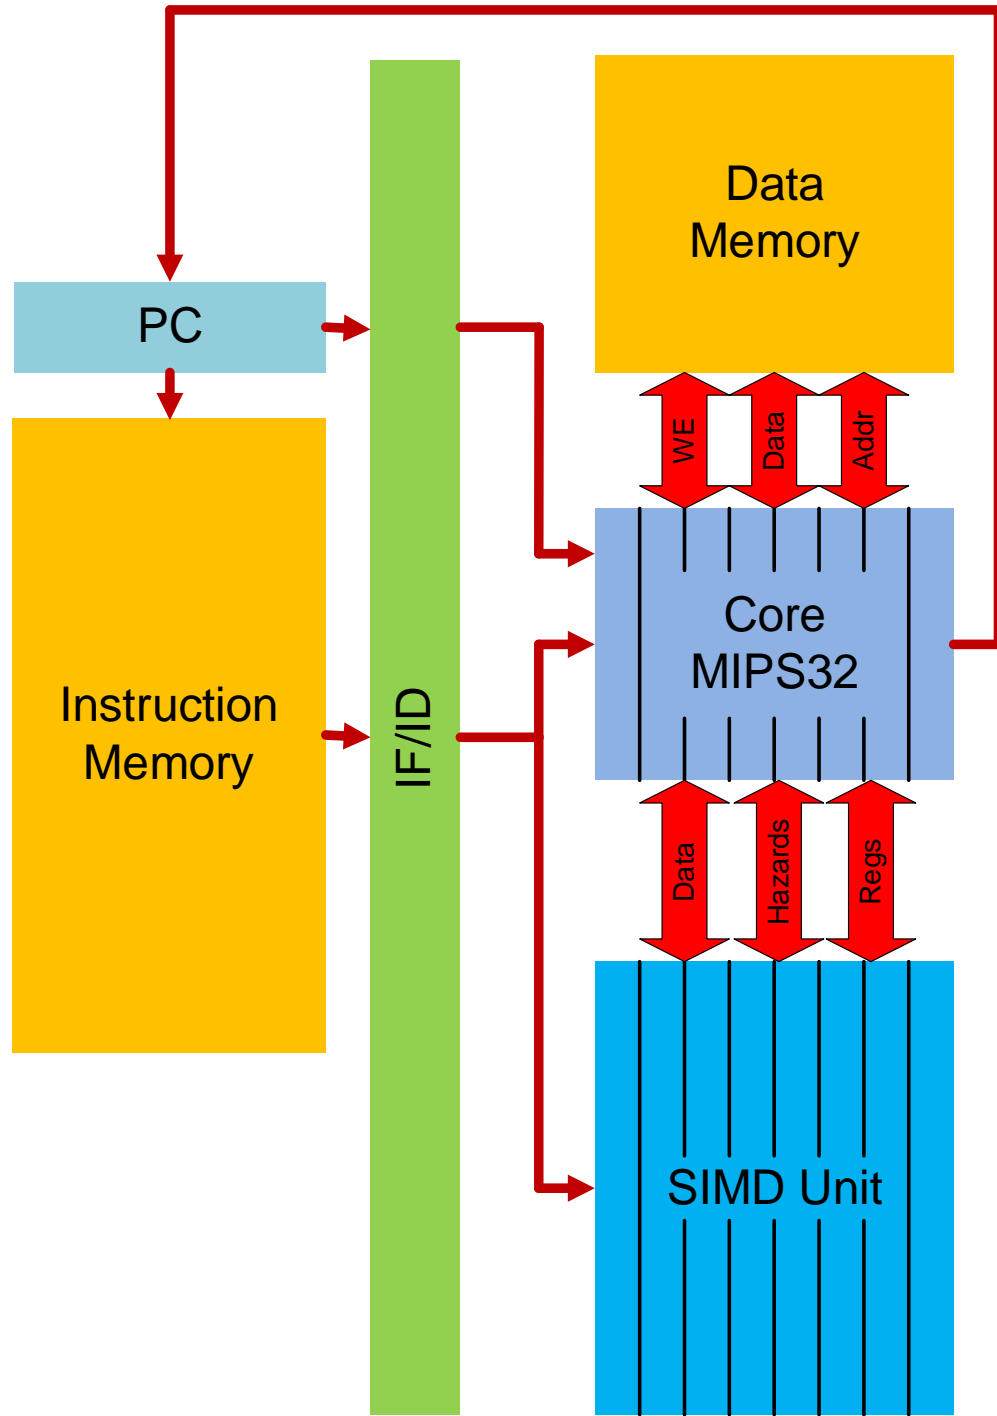 Data
Memory
PC
WE
Data
Addr
Core
MIPS32
Instruction
Memory
IF/ID
Data
Hazards
Regs
SIMD Unit